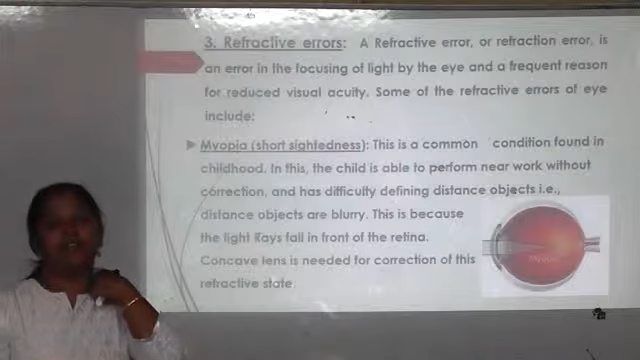 3. Refractive errors: A Refractive error, or refraction error, is
an error in the focusing of light by the eye and a frequent reason
for reduced visual acuity. Some of the refractive errors of eye
include:
Myopia (short sightedness): This is a common condition found in
childhood. In this, the child is able to perform near work without
correction, and has difficulty defining distance objects i.e.,
distance objects are blurry. This is because
the light Rays fall in front of the retina.
Concave lens is needed for correction of this
refractive state.
Myopia